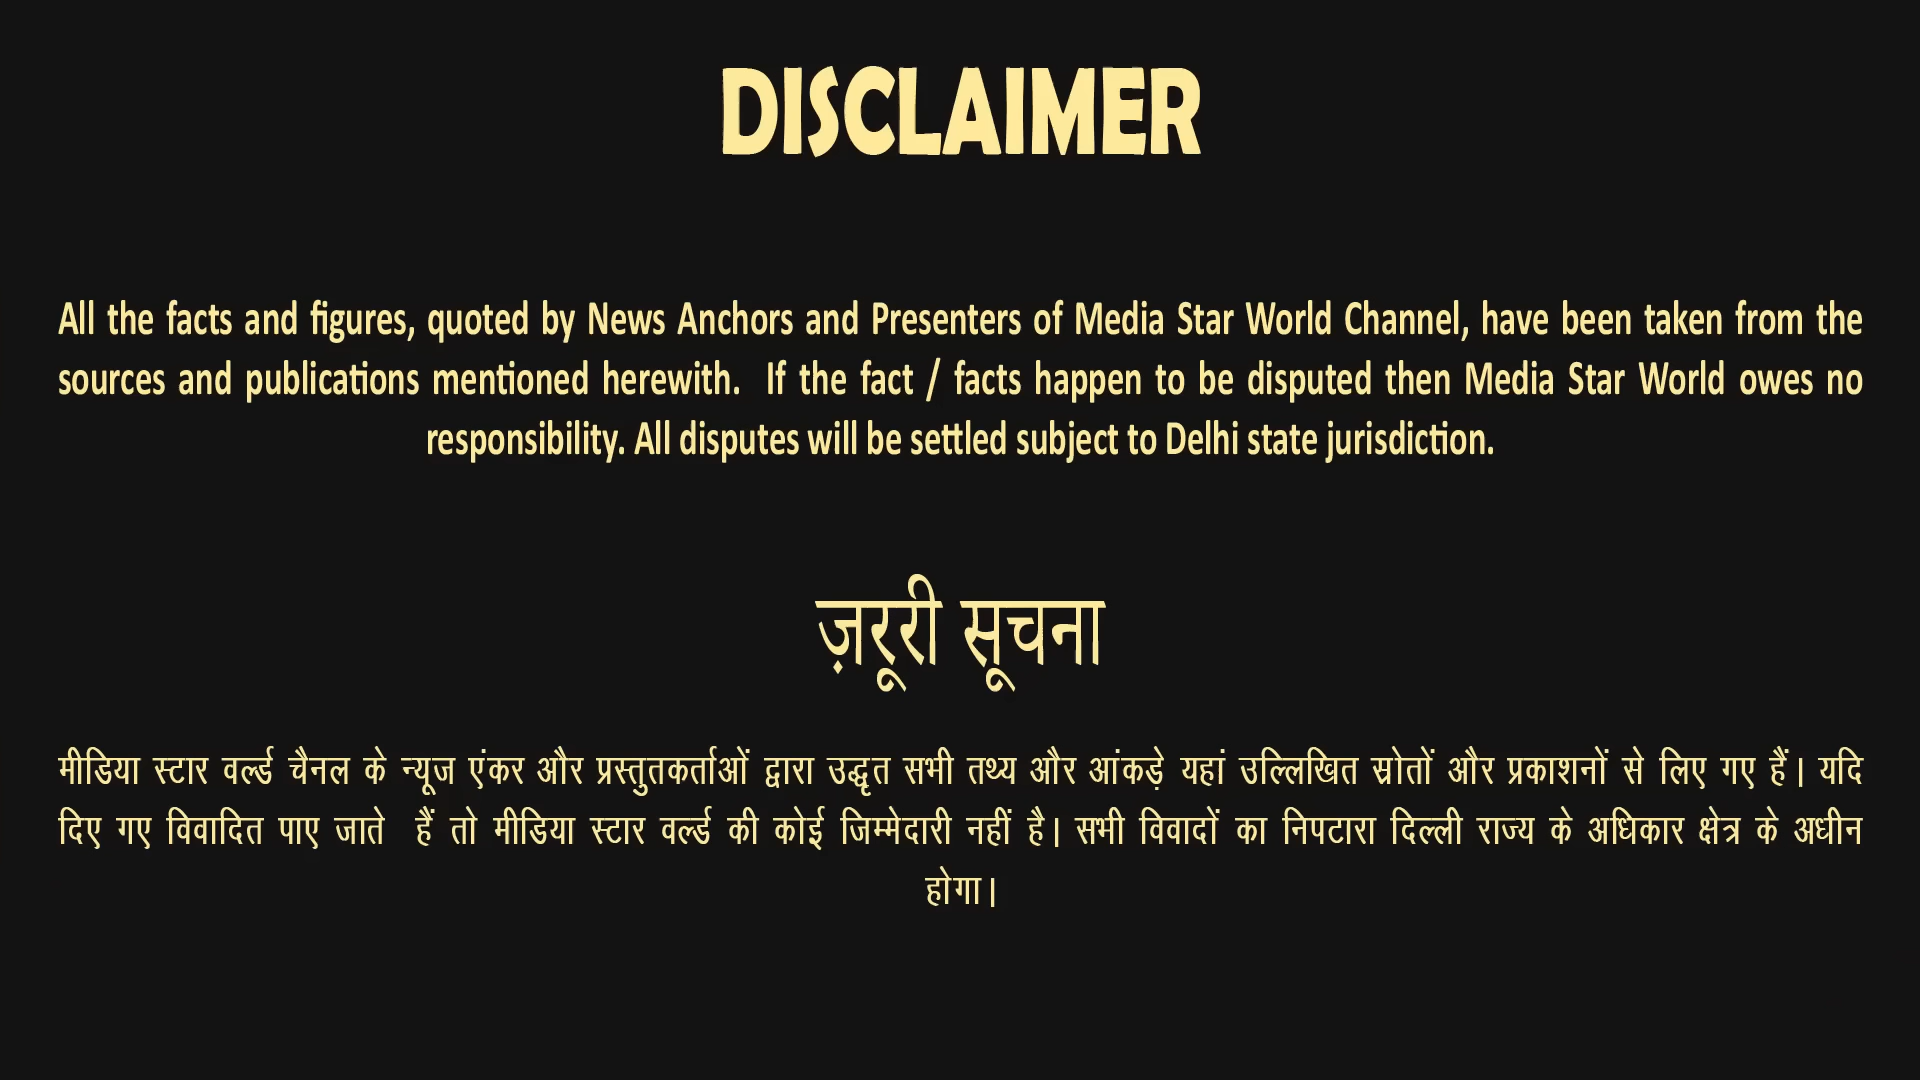 DISCLAIMER
All the facts and figures, quoted by News Anchors and Presenters of Media Star World Channel, have been taken from the
sources and publications mentioned herewith.  If the fact / facts happen to be disputed then Media Star World owes no
responsibility. All disputes will be settled subject to Delhi state jurisdiction.
ज़रूरी सूचना
मीडिया स्टार वर्ल्ड चैनल के न्यूज एंकर और प्रस्तुतकर्ताओं द्वारा उद्धृत सभी तथ्य और आंकड़े यहां उल्लिखित स्रोतों और प्रकाशनों से लिए गए हैं। यदि
दिए गए विवादित पाए जाते  हैं तो मीडिया स्टार वर्ल्ड की कोई जिम्मेदारी नहीं है। सभी विवादों का निपटारा दिल्ली राज्य के अधिकार क्षेत्र के अधीन
होगा।